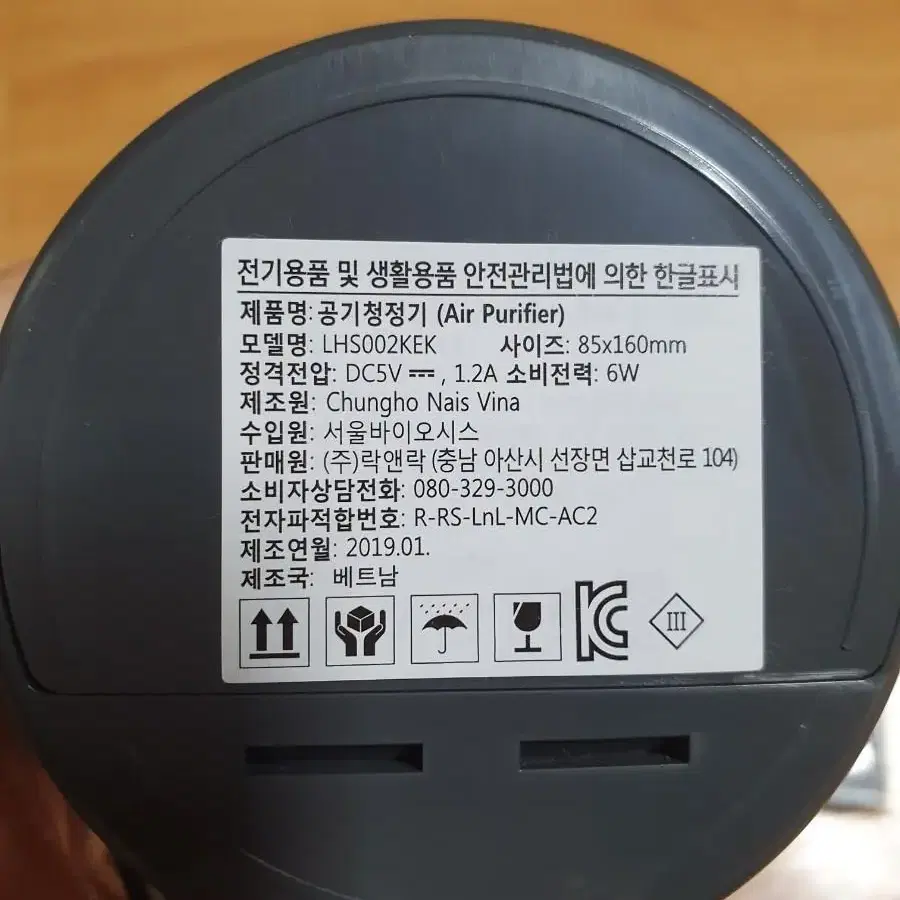 전기용품 및 생활용품 안전관리법에 의한 한글표시
제품명: 공기청정기 (Air Purifier)
모델명: LHS002KEK 사이즈: 85x160mm
정격전압: DC5V ⎓ , 1.2A 소비전력: 6W
제조원: Chungho Nais Vina
수입원: 서울바이오시스
판매원: (주)락앤락 (충남 아산시 선장면 삽교천로 104)
소비자상담전화: 080-329-3000
전자파적합번호: R-RS-LnL-MC-AC2
제조연월: 2019.01.
제조국: 베트남
KC III